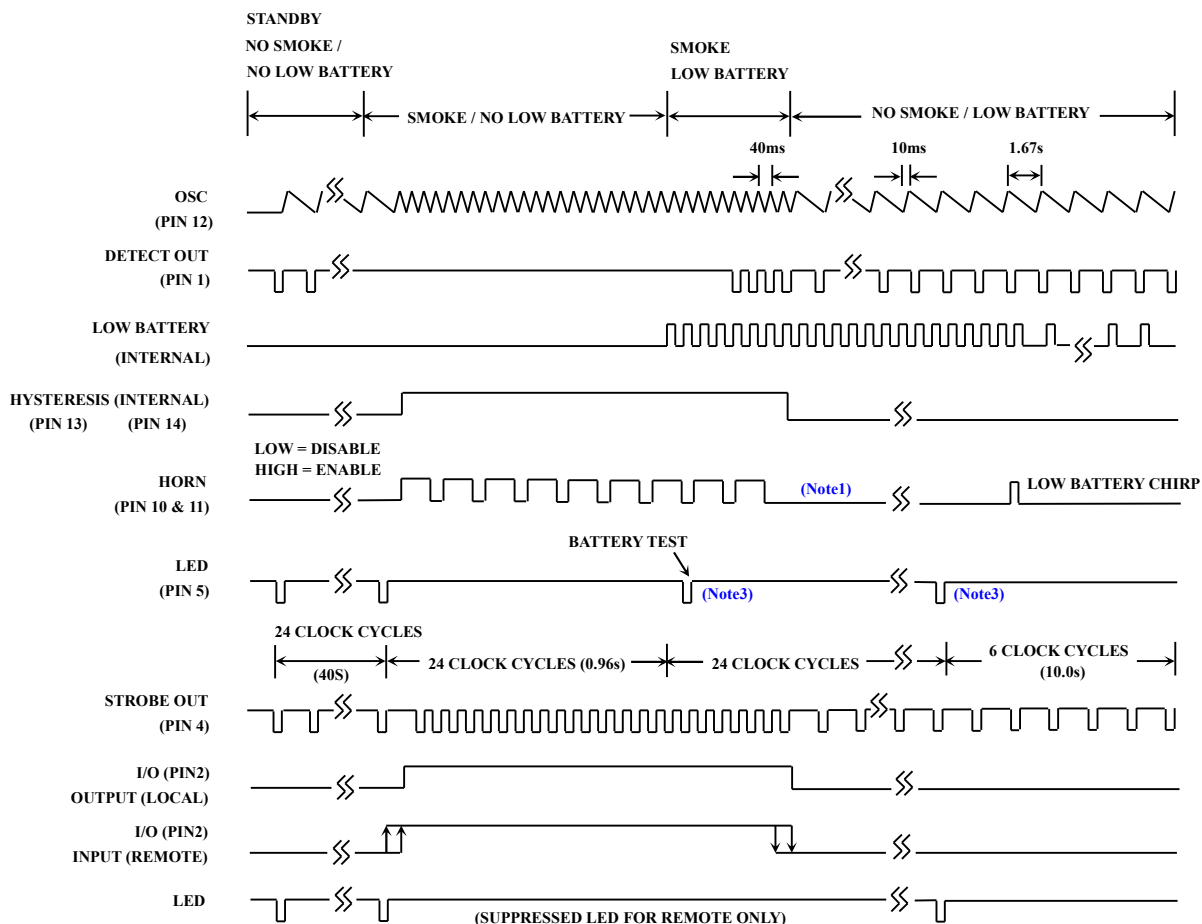 STANDBY
NO SMOKE /
NO LOW BATTERY
SMOKE
LOW BATTERY
SMOKE / NO LOW BATTERY
NO SMOKE / LOW BATTERY
40ms
10ms
1.67s
OSC
(PIN 12)
DETECT OUT
(PIN 1)
LOW BATTERY
(INTERNAL)
HYSTERESIS (INTERNAL)
(PIN 13) (PIN 14)
LOW = DISABLE
HIGH = ENABLE
HORN
(PIN 10 & 11)
(Note1)
LOW BATTERY CHIRP
BATTERY TEST
LED
(PIN 5)
(Note3)
(Note3)
24 CLOCK CYCLES
(40S)
24 CLOCK CYCLES (0.96s)
24 CLOCK CYCLES
6 CLOCK CYCLES
(10.0s)
STROBE OUT
(PIN 4)
I/O (PIN2)
OUTPUT (LOCAL)
I/O (PIN2)
INPUT (REMOTE)
LED
(SUPPRESSED LED FOR REMOTE ONLY)